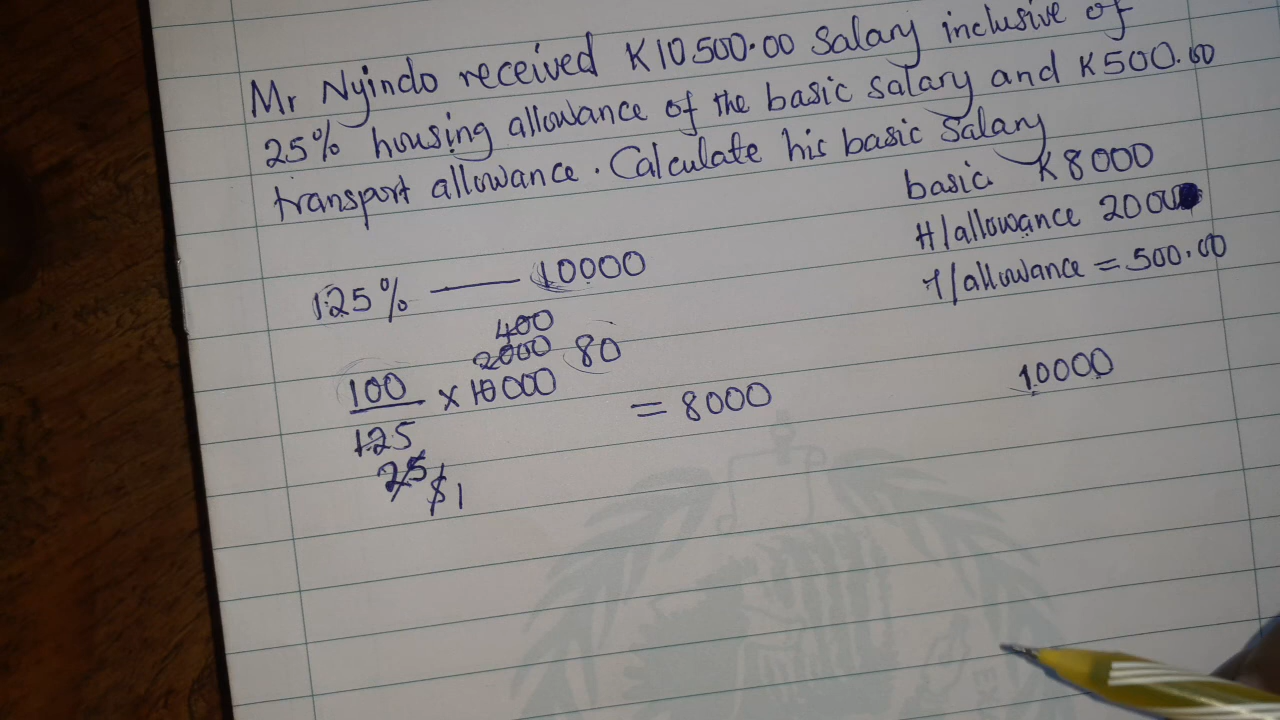 Mr Nyindo received K10500.00 Salary inclusive of
25% housing allowance of the basic salary and K500.00
transport allowance. Calculate his basic Salary
basic K8000
H/allowance 2000
T/allowance = 500.00
125% — 10000
400
2000 80
100 × 10000 = 8000
125
25 5 1
10000